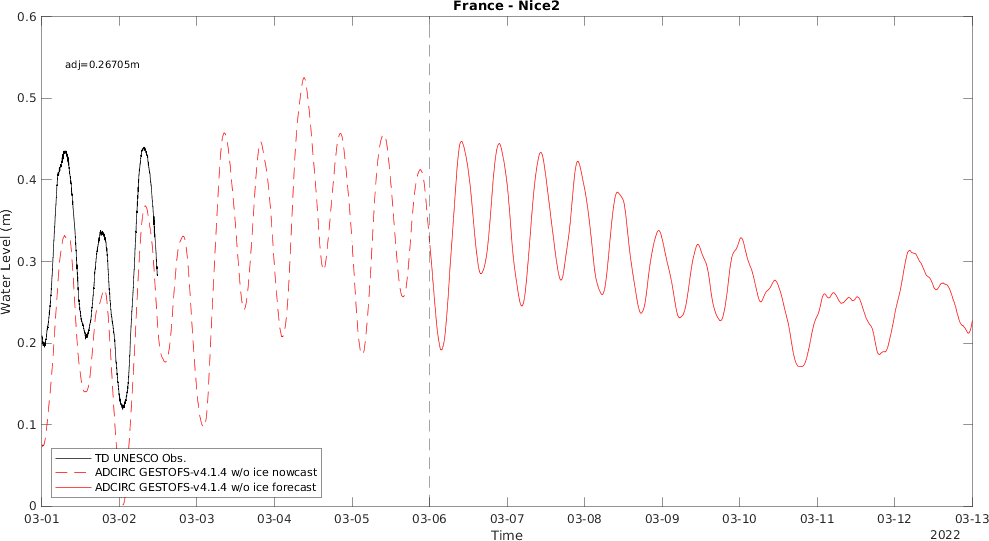 France - Nice2
adj=0.26705m
Water Level (m)
0.6
0.5
0.4
0.3
0.2
0.1
0
TD UNESCO Obs.
ADCIRC GESTOFS-v4.1.4 w/o ice nowcast
ADCIRC GESTOFS-v4.1.4 w/o ice forecast
03-01 03-02 03-03 03-04 03-05 03-06 03-07 03-08 03-09 03-10 03-11 03-12 03-13
Time
2022